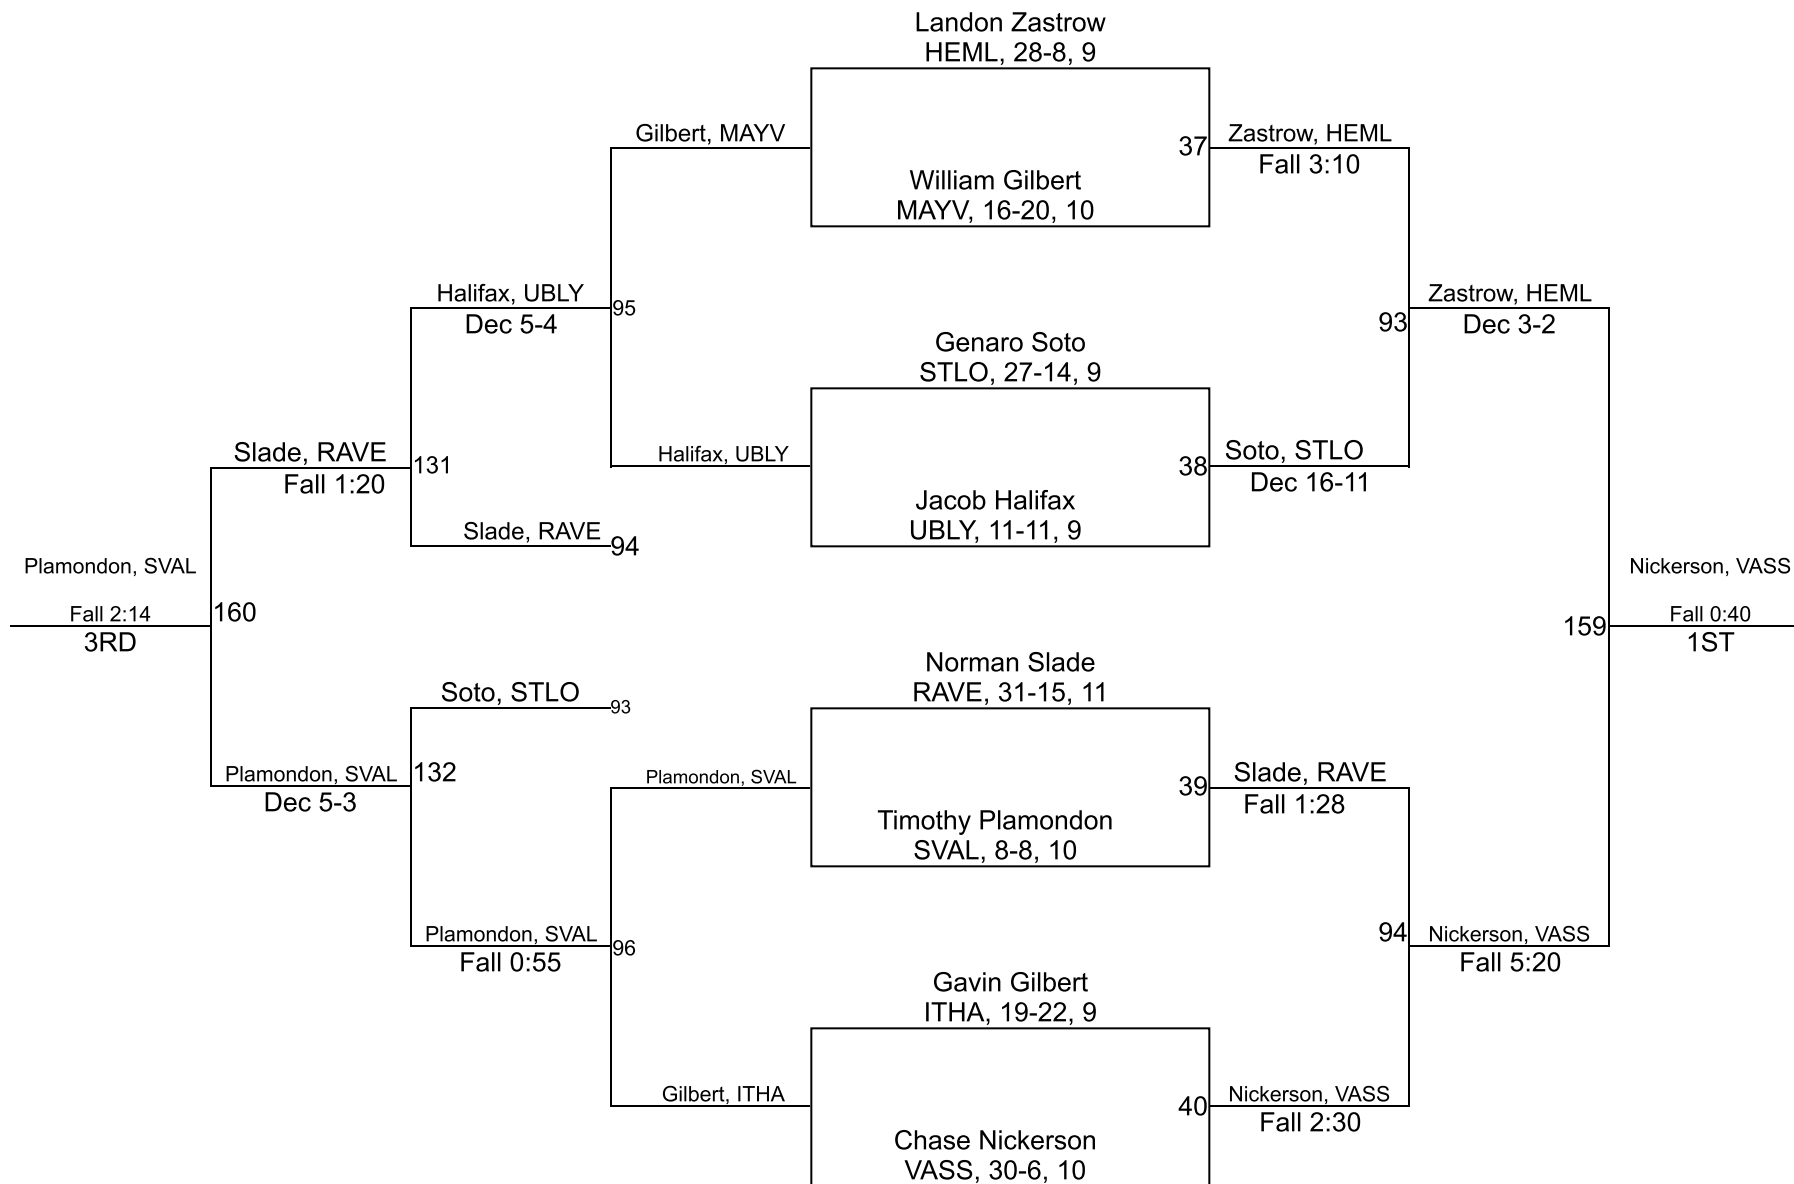 Landon Zastrow
HEML, 28-8, 9
Gilbert, MAYV
37
Zastrow, HEML
Fall 3:10
William Gilbert
MAYV, 16-20, 10
Halifax, UBLY
Dec 5-4
95
93
Zastrow, HEML
Dec 3-2
Genaro Soto
STLO, 27-14, 9
Slade, RAVE
Fall 1:20
131
Halifax, UBLY
38
Soto, STLO
Dec 16-11
Jacob Halifax
UBLY, 11-11, 9
Slade, RAVE
94
Plamondon, SVAL
Fall 2:14
3RD
160
159
Nickerson, VASS
Fall 0:40
1ST
Norman Slade
RAVE, 31-15, 11
Soto, STLO
93
Plamondon, SVAL
Dec 5-3
132
Plamondon, SVAL
39
Slade, RAVE
Fall 1:28
Timothy Plamondon
SVAL, 8-8, 10
Plamondon, SVAL
Fall 0:55
96
94
Nickerson, VASS
Fall 5:20
Gavin Gilbert
ITHA, 19-22, 9
Gilbert, ITHA
40
Nickerson, VASS
Fall 2:30
Chase Nickerson
VASS, 30-6, 10